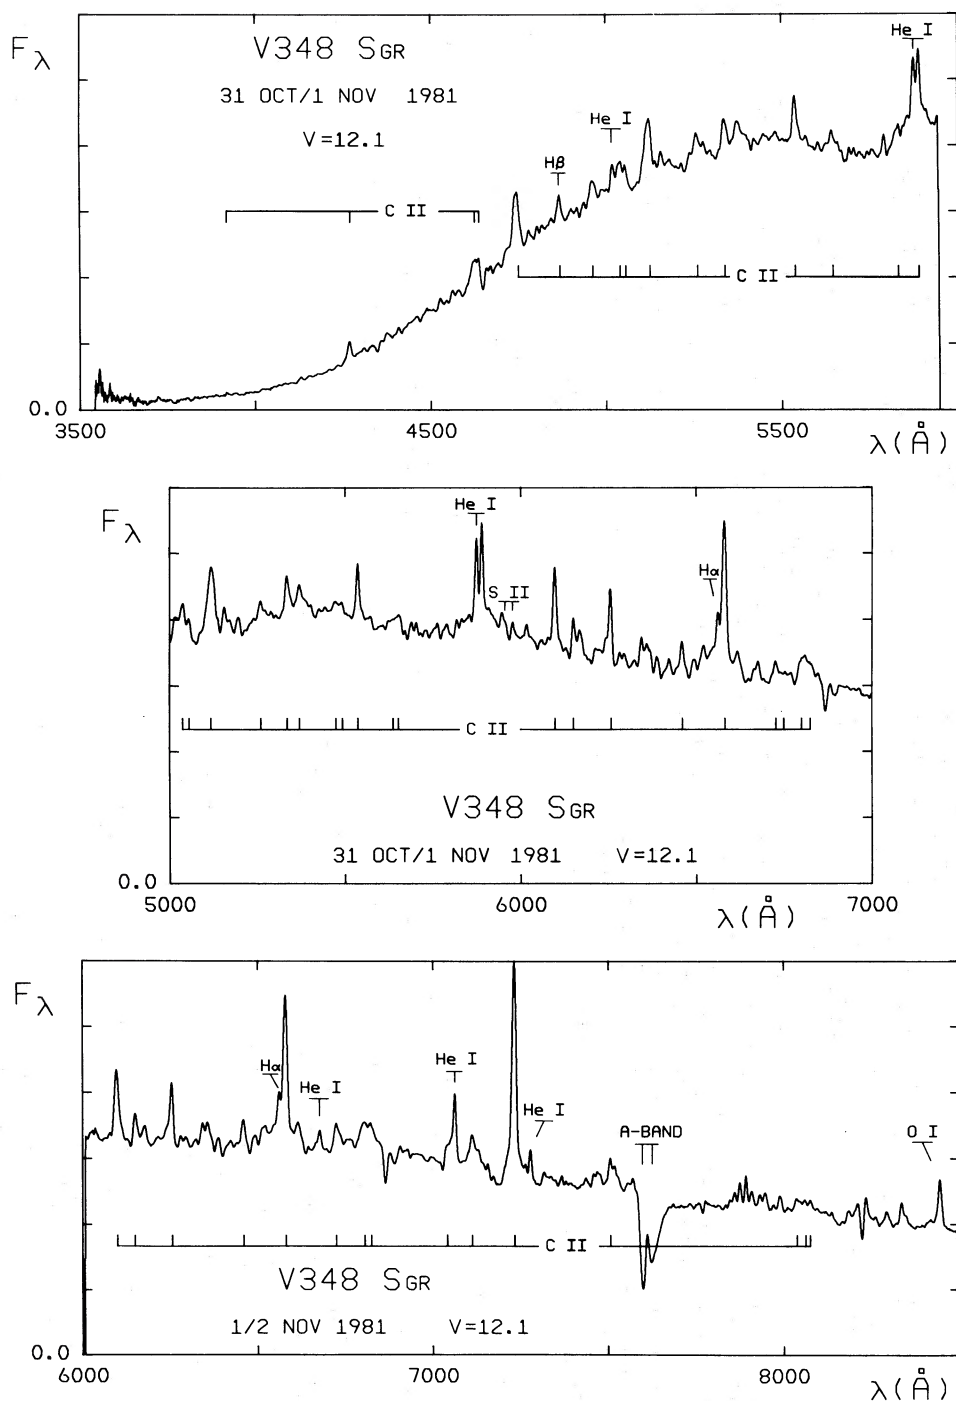 Fλ
V348 SGR
31 OCT/1 NOV 1981
V=12.1
He I
He I
Hβ
C II
C II
0.0
3500 4500 5500
λ(Å)
Fλ
He I
S II
Hα
C II
V348 SGR
31 OCT/1 NOV 1981 V=12.1
0.0
5000 6000 7000
λ(Å)
Fλ
Hα
He I
He I
He I
A-BAND
O I
C II
V348 SGR
1/2 NOV 1981 V=12.1
0.0
6000 7000 8000
λ(Å)